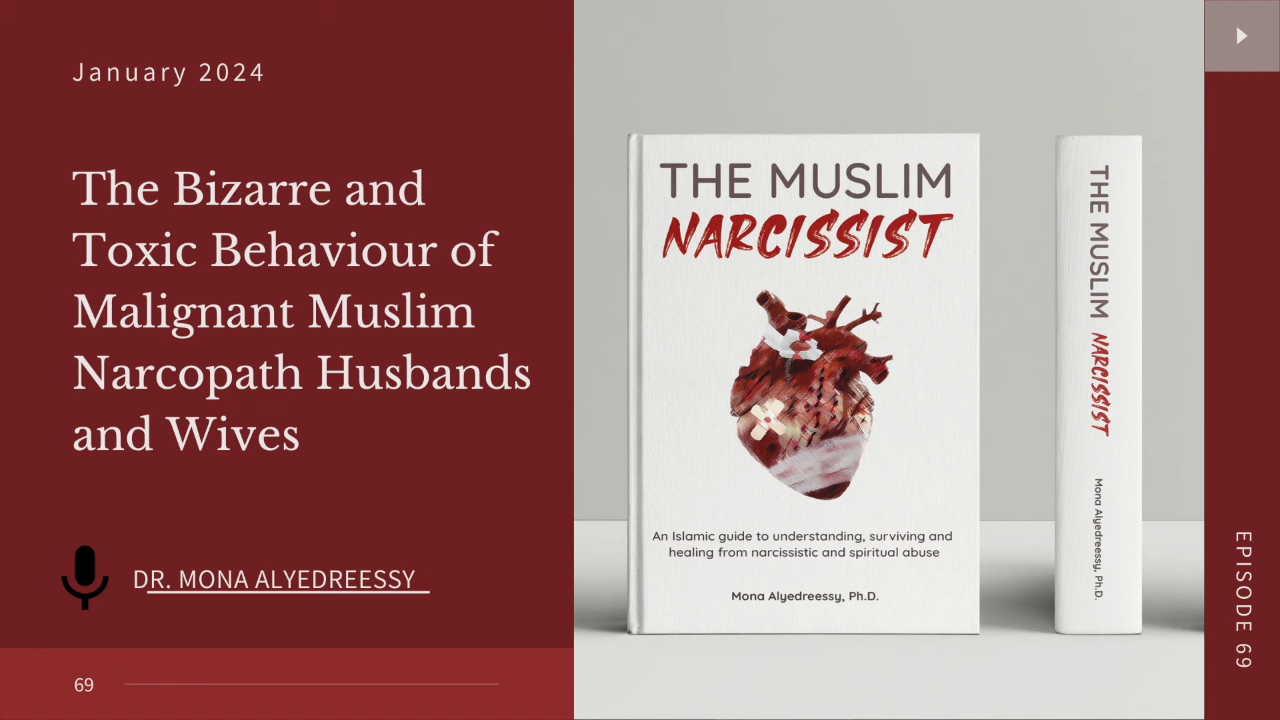 January 2024
The Bizarre and
Toxic Behaviour of
Malignant Muslim
Narcopath Husbands
and Wives
DR. MONA ALYEDREESSY
69
THE MUSLIM
NARCISSIST
An Islamic guide to understanding, surviving and
healing from narcissistic and spiritual abuse
Mona Alyedreessy, Ph.D.
THE MUSLIM NARCISSIST Mona Alyedreessy, Ph.D.
EPISODE 69